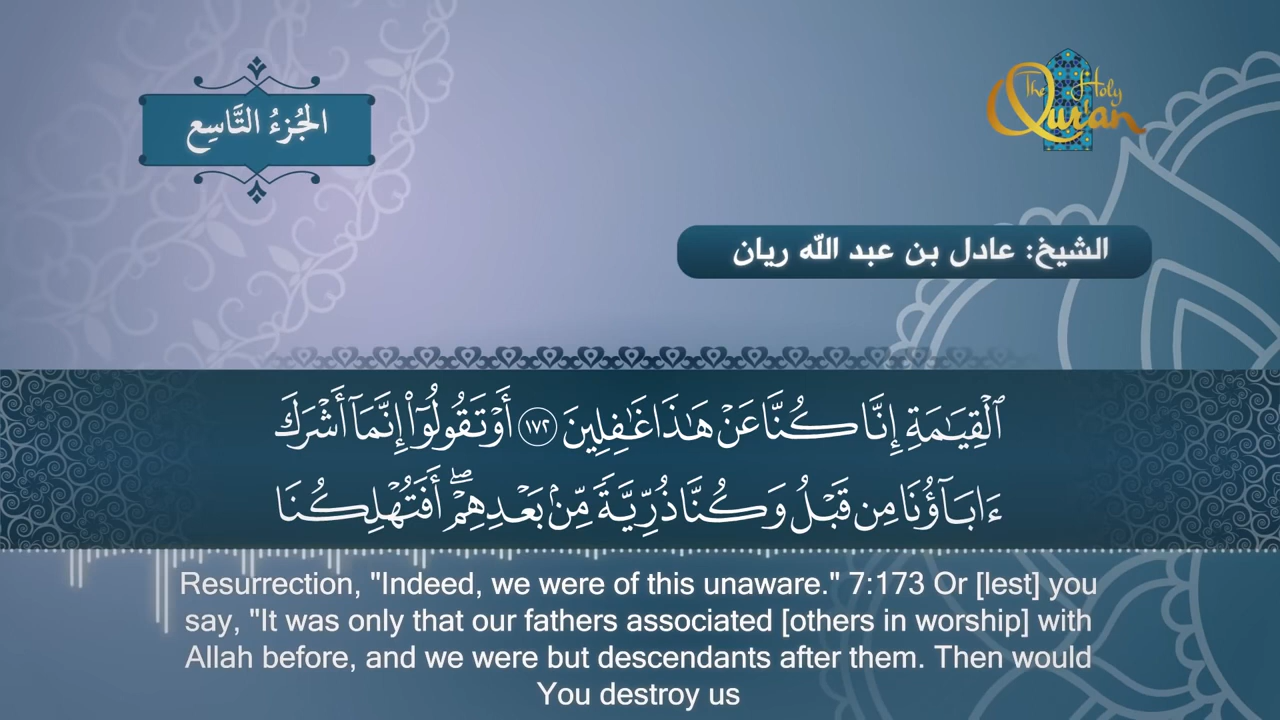 الجُزءُ التَّاسِع
The Holy
Qur'an
الشيخ: عادل بن عبد الله ريان
ٱلْقِيَـٰمَةِ إِنَّا كُنَّا عَنْ هَـٰذَا غَـٰفِلِينَ ١٧٢ أَوْ تَقُولُوٓا۟ إِنَّمَآ أَشْرَكَ
ءَابَآؤُنَا مِن قَبْلُ وَكُنَّا ذُرِّيَّةً مِّنۢ بَعْدِهِمْ ۖ أَفَتُهْلِكُنَا
Resurrection, "Indeed, we were of this unaware." 7:173 Or [lest] you
say, "It was only that our fathers associated [others in worship] with
Allah before, and we were but descendants after them. Then would
You destroy us